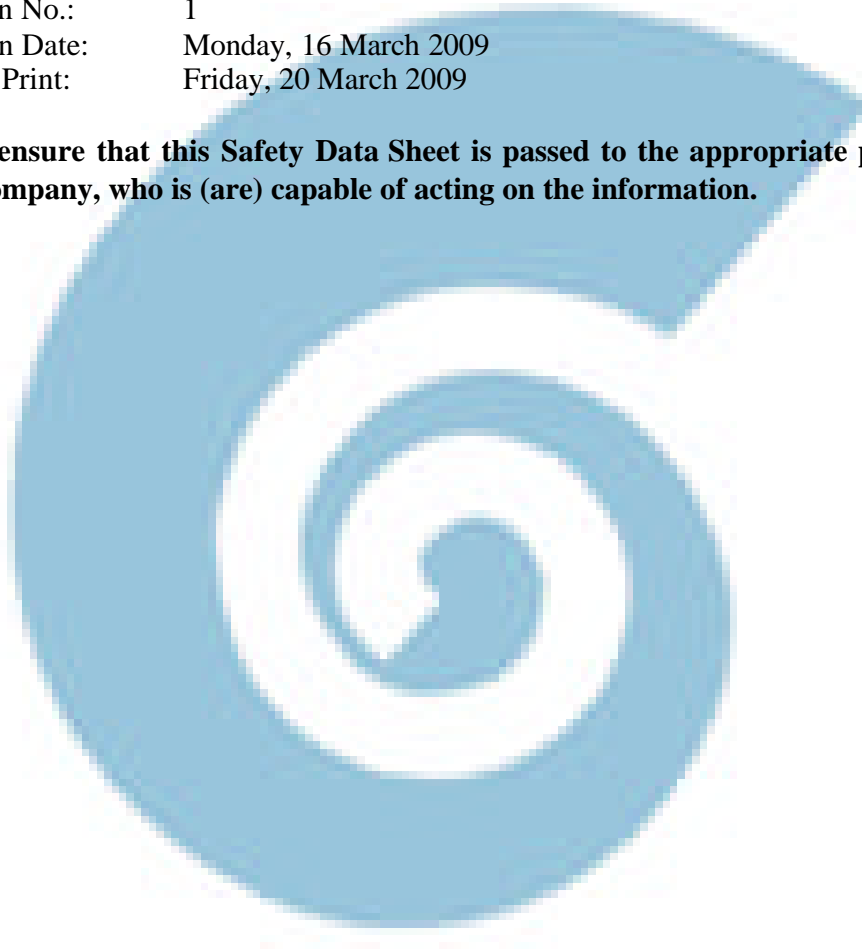 n No.: 1
n Date: Monday, 16 March 2009
Print: Friday, 20 March 2009
ensure that this Safety Data Sheet is passed to the appropriate p
ompany, who is (are) capable of acting on the information.